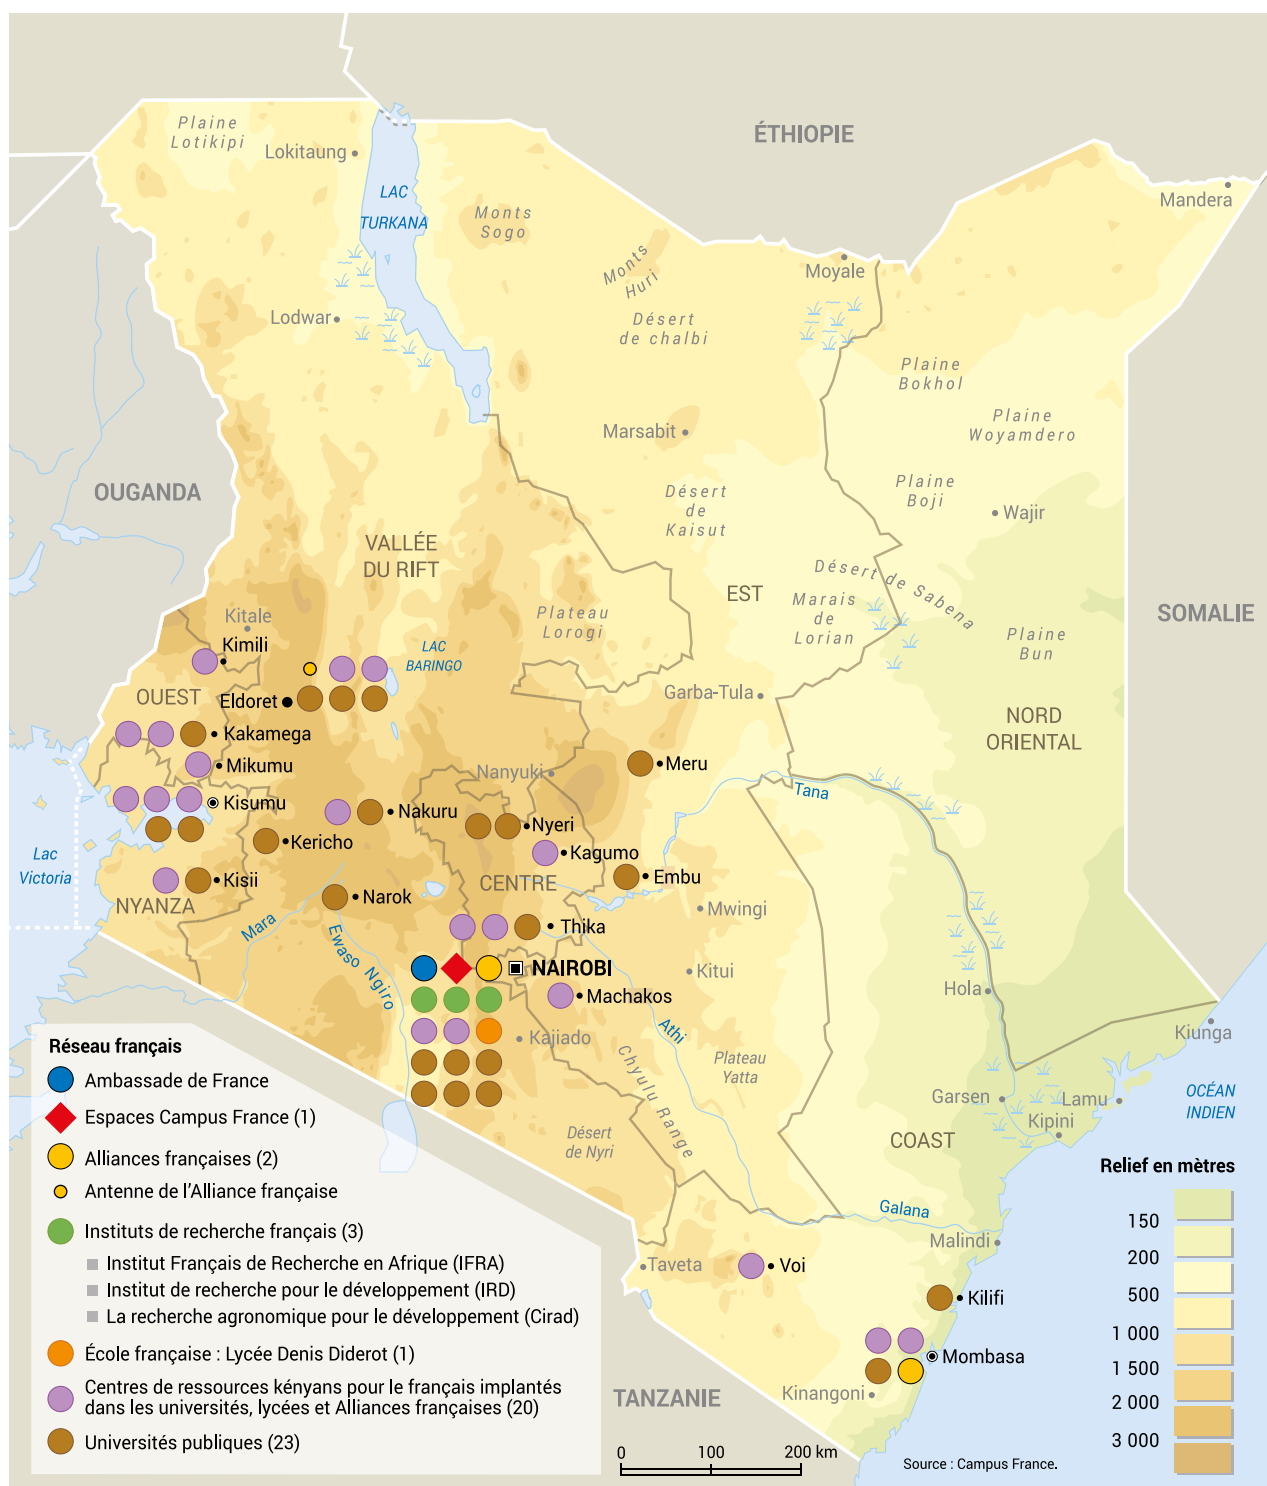 Plaine
Lotikipi
Lokitaung
ÉTHIOPIE
LAC
TURKANA
Monts
Sogo
Mandera
Monts
Huri
Moyale
Lodwar
Désert
de chalbi
Plaine
Bokhol
Plaine
Woyamdero
Marsabit
OUGANDA
Désert
de
Kaisut
Plaine
Boji
Wajir
VALLÉE
DU RIFT
Désert de Sabena
EST
Marais
de
Lorian
SOMALIE
Plateau
Lorogi
Kitale
Kimili
LAC
BARINGO
Plaine
Bun
OUEST
Eldoret
Garba-Tula
NORD
ORIENTAL
Kakamega
Mikumu
Nanyuki
Meru
Tana
Kisumu
Nakuru
Nyeri
Kericho
Kagumo
Lac
Victoria
Kisii
CENTRE
Embu
NYANZA
Narok
Mwingi
Mara
Ewaso Ngiro
Thika
NAIROBI
Kitui
Machakos
Hola
Athi
Kajiado
Kiunga
Chyulu Range
Plateau
Yatta
Garsen
Lamu
OCÉAN
INDIEN
Kipini
Désert
de Nyri
COAST
Galana
Malindi
Taveta
Voi
Kilifi
Mombasa
Kinangoni
TANZANIE
Réseau français
Ambassade de France
Espaces Campus France (1)
Alliances françaises (2)
Antenne de l'Alliance française
Instituts de recherche français (3)
Institut Français de Recherche en Afrique (IFRA)
Institut de recherche pour le développement (IRD)
La recherche agronomique pour le développement (Cirad)
École française : Lycée Denis Diderot (1)
Centres de ressources kényans pour le français implantés
dans les universités, lycées et Alliances françaises (20)
Universités publiques (23)
Relief en mètres
150
200
500
1 000
1 500
2 000
3 000
0 100 200 km
Source : Campus France.